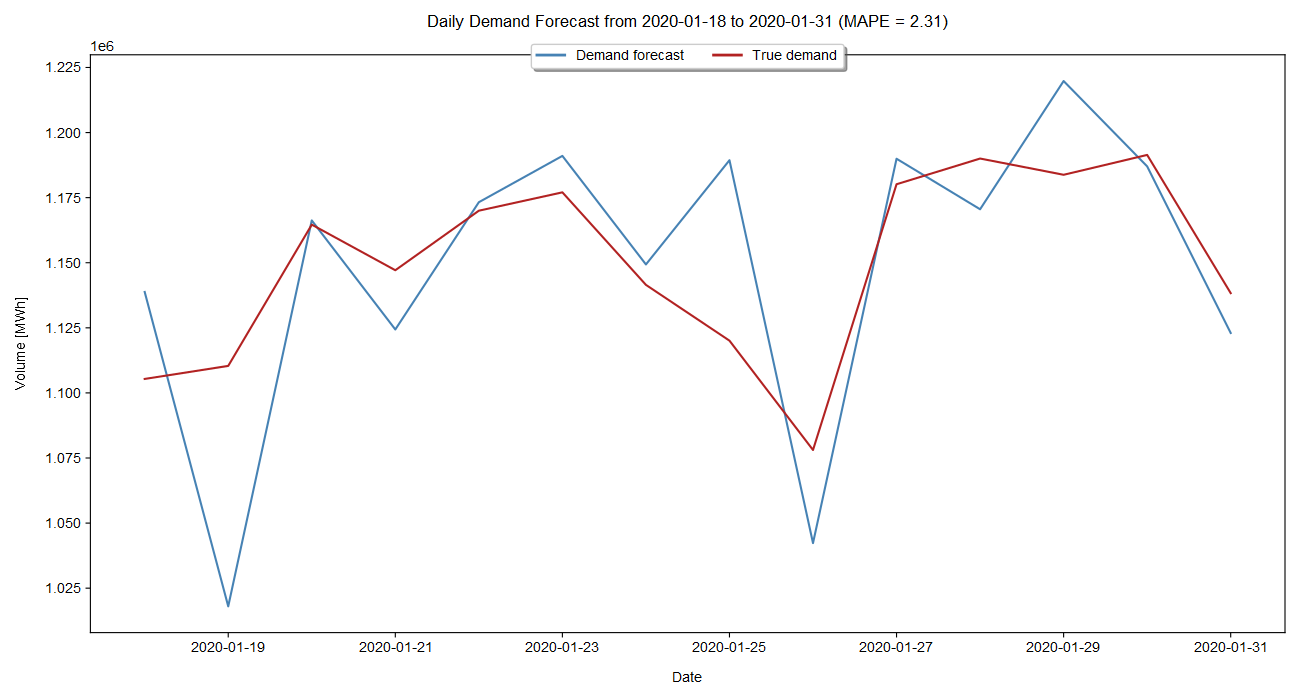 Daily Demand Forecast from 2020-01-18 to 2020-01-31 (MAPE = 2.31)
1e6
Demand forecast True demand
1.225
1.200
1.175
1.150
1.125
1.100
1.075
1.050
1.025
Volume [MWh]
2020-01-19 2020-01-21 2020-01-23 2020-01-25 2020-01-27 2020-01-29 2020-01-31
Date